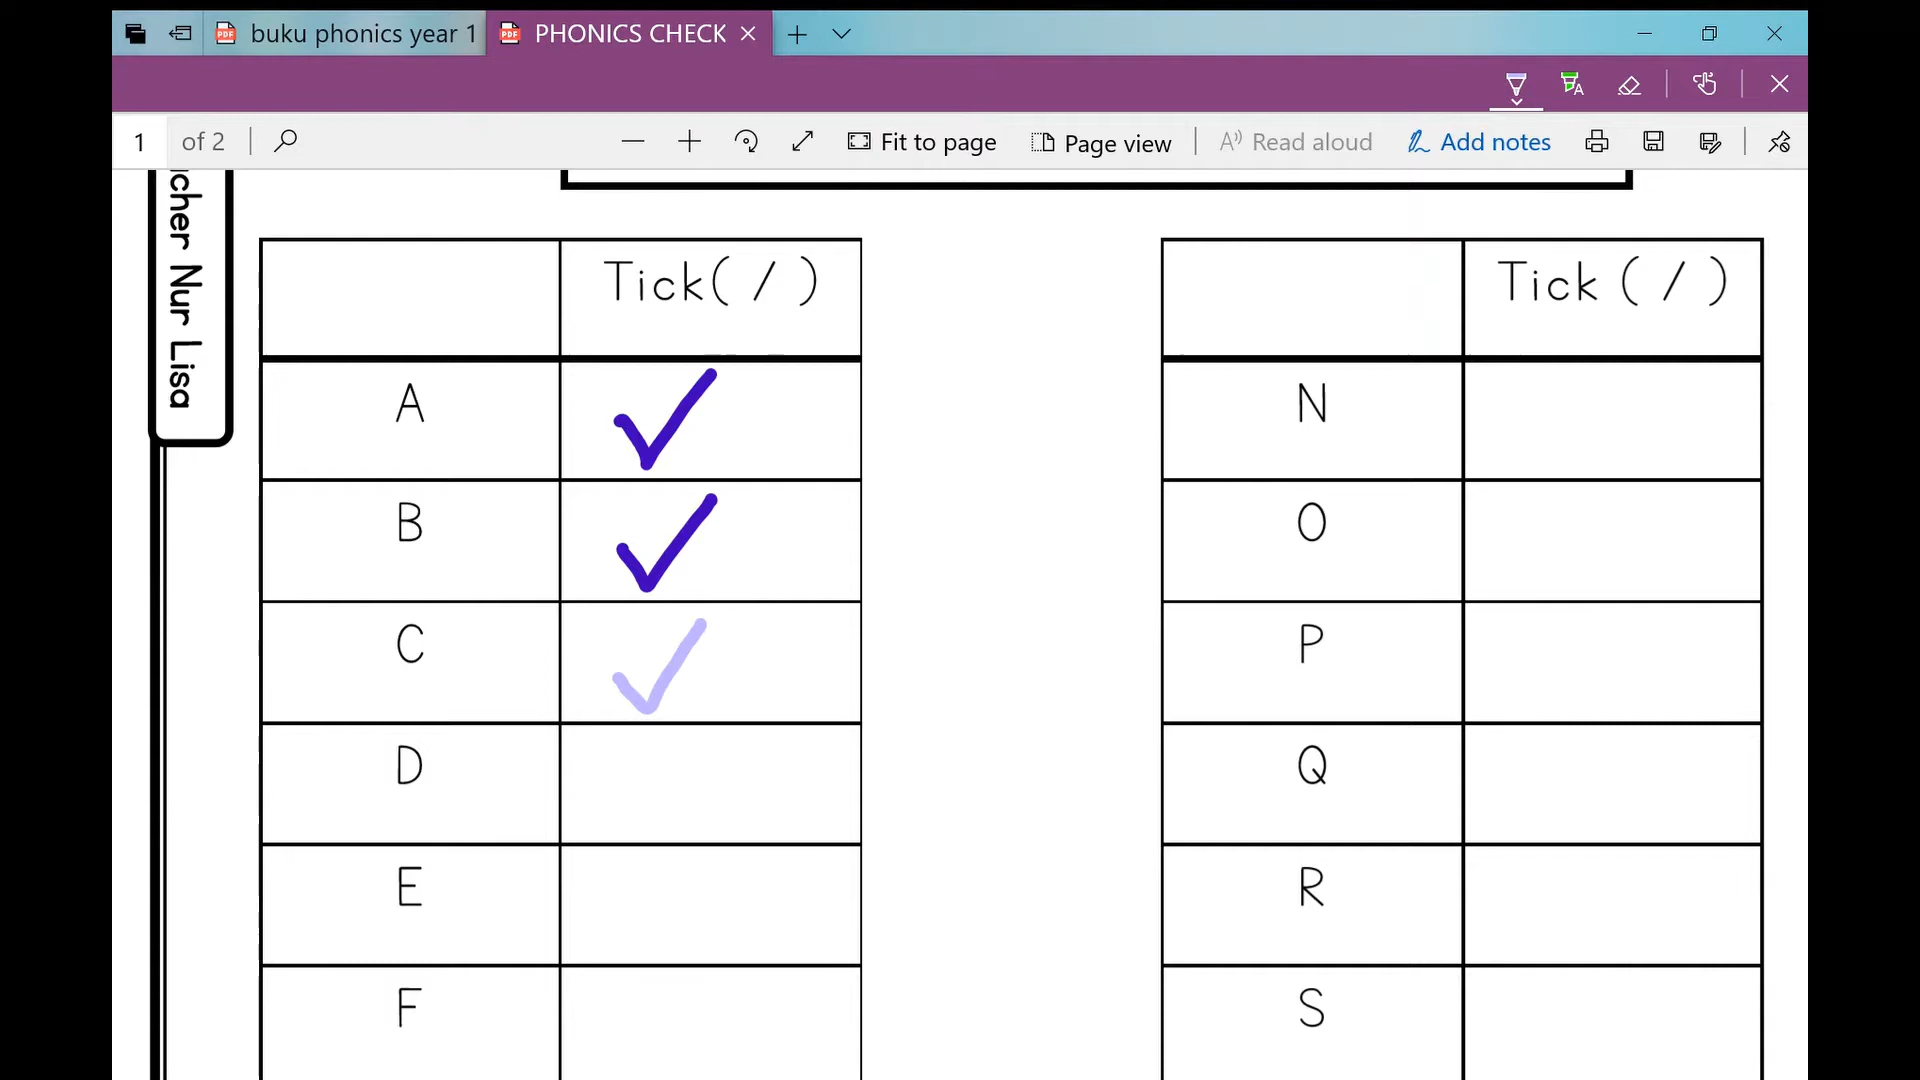 buku phonics year 1
PHONICS CHECK
1 of 2
Fit to page
Page view
Read aloud
Add notes
cher Nur Lisa
Tick( / )
A
B
C
D
E
F
Tick ( / )
N
O
P
Q
R
S